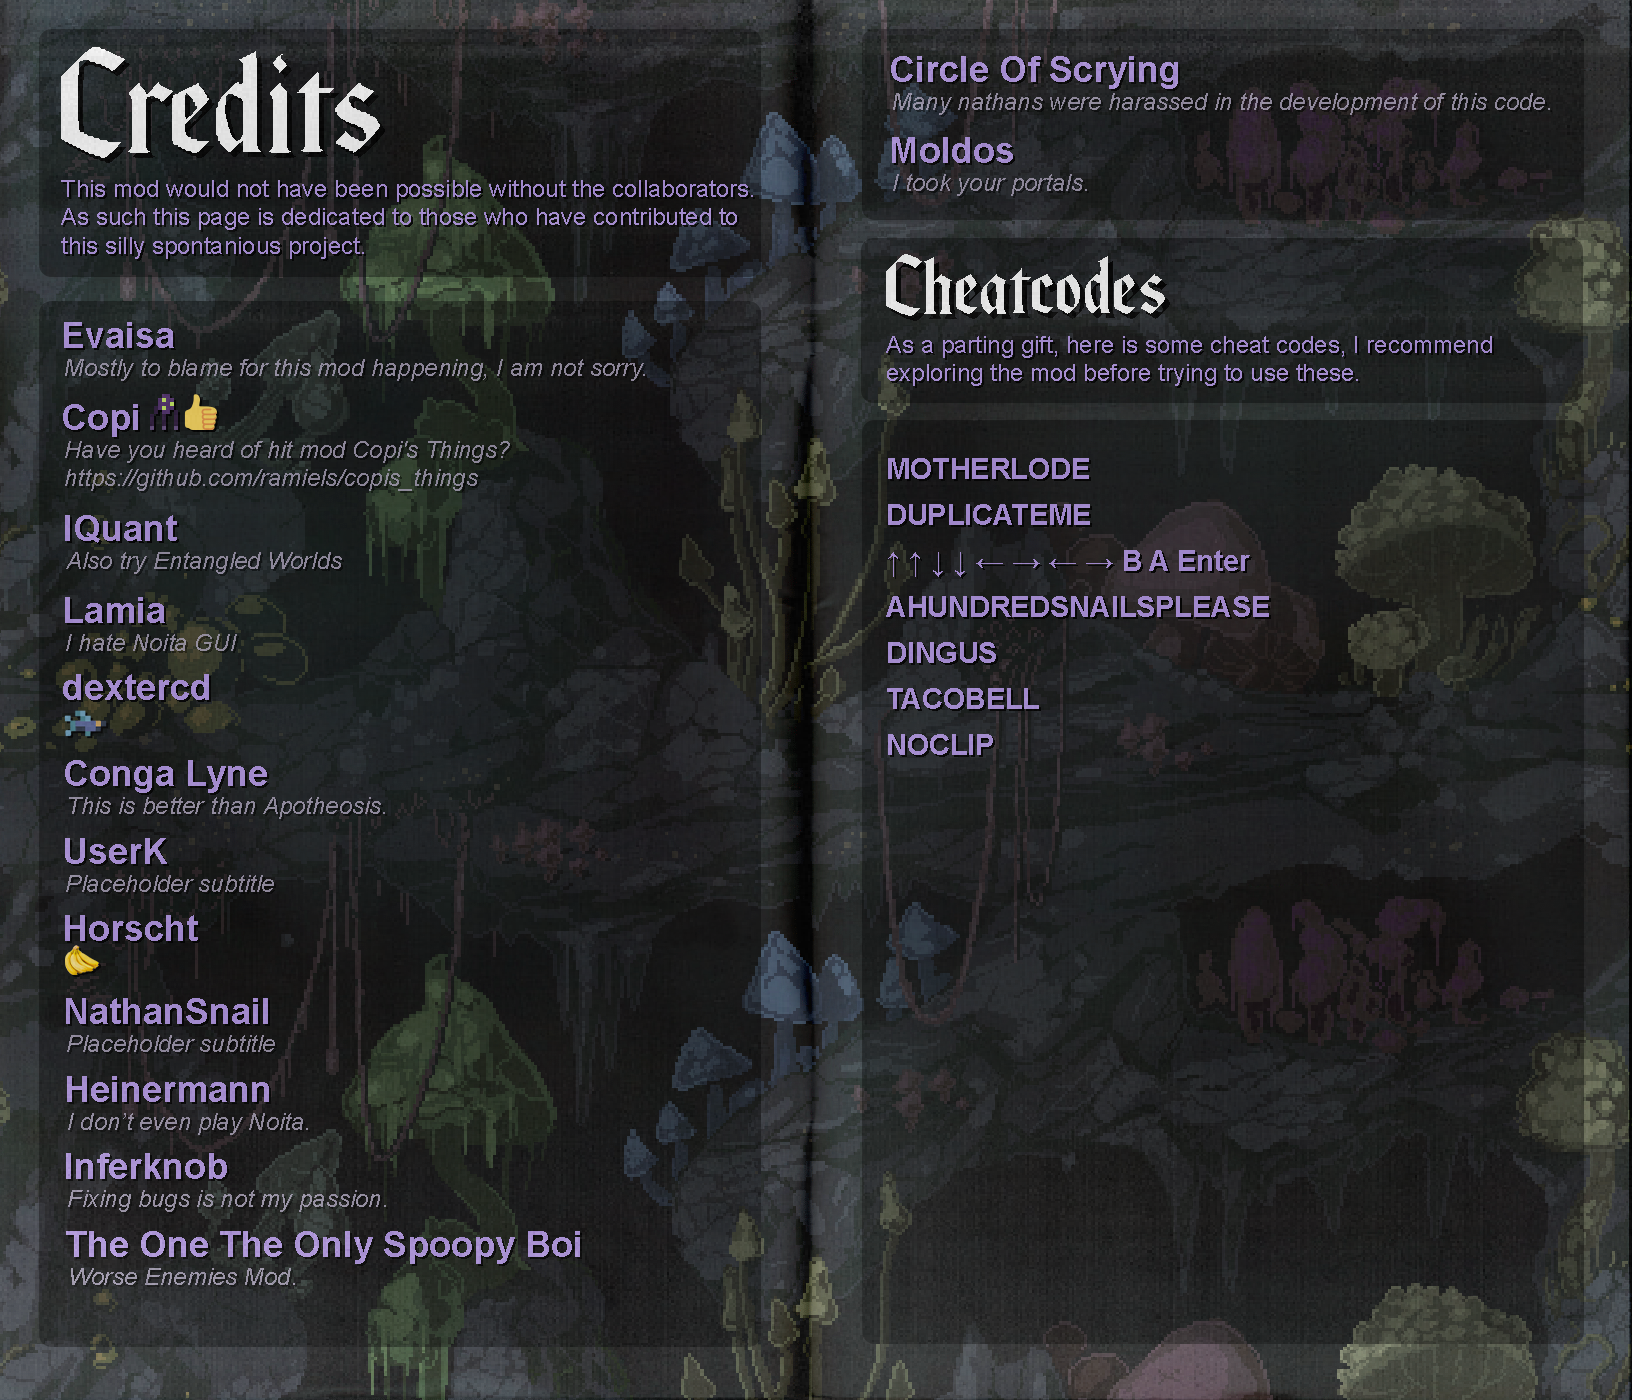 Credits
This mod would not have been possible without the collaborators.
As such this page is dedicated to those who have contributed to
this silly spontanious project.
Evaisa
Mostly to blame for this mod happening, I am not sorry.
Copi 👍
Have you heard of hit mod Copi's Things?
https://github.com/ramiels/copis_things
IQuant
Also try Entangled Worlds
Lamia
I hate Noita GUI
dextercd
Conga Lyne
This is better than Apotheosis.
UserK
Placeholder subtitle
Horscht
🍌
NathanSnail
Placeholder subtitle
Heinermann
I don't even play Noita.
Inferknob
Fixing bugs is not my passion.
The One The Only Spoopy Boi
Worse Enemies Mod.
Circle Of Scrying
Many nathans were harassed in the development of this code.
Moldos
I took your portals.
Cheatcodes
As a parting gift, here is some cheat codes, I recommend
exploring the mod before trying to use these.
MOTHERLODE
DUPLICATEME
↑ ↑ ↓ ↓ ← → ← → B A Enter
AHUNDREDSNAILSPLEASE
DINGUS
TACOBELL
NOCLIP